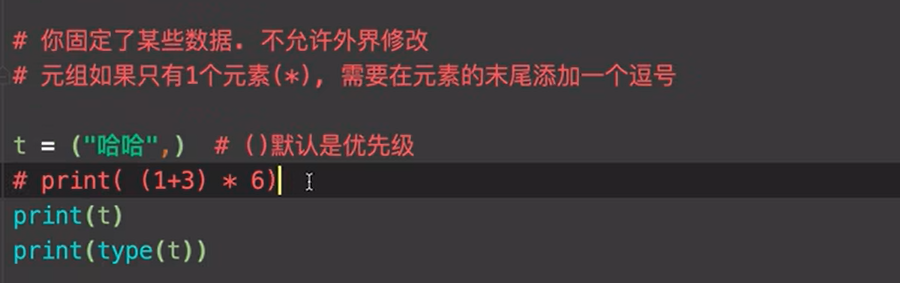 # 你固定了某些数据. 不允许外界修改
# 元组如果只有1个元素(*), 需要在元素的末尾添加一个逗号
t = ("哈哈",)  # ()默认是优先级
# print( (1+3) * 6)
print(t)
print(type(t))